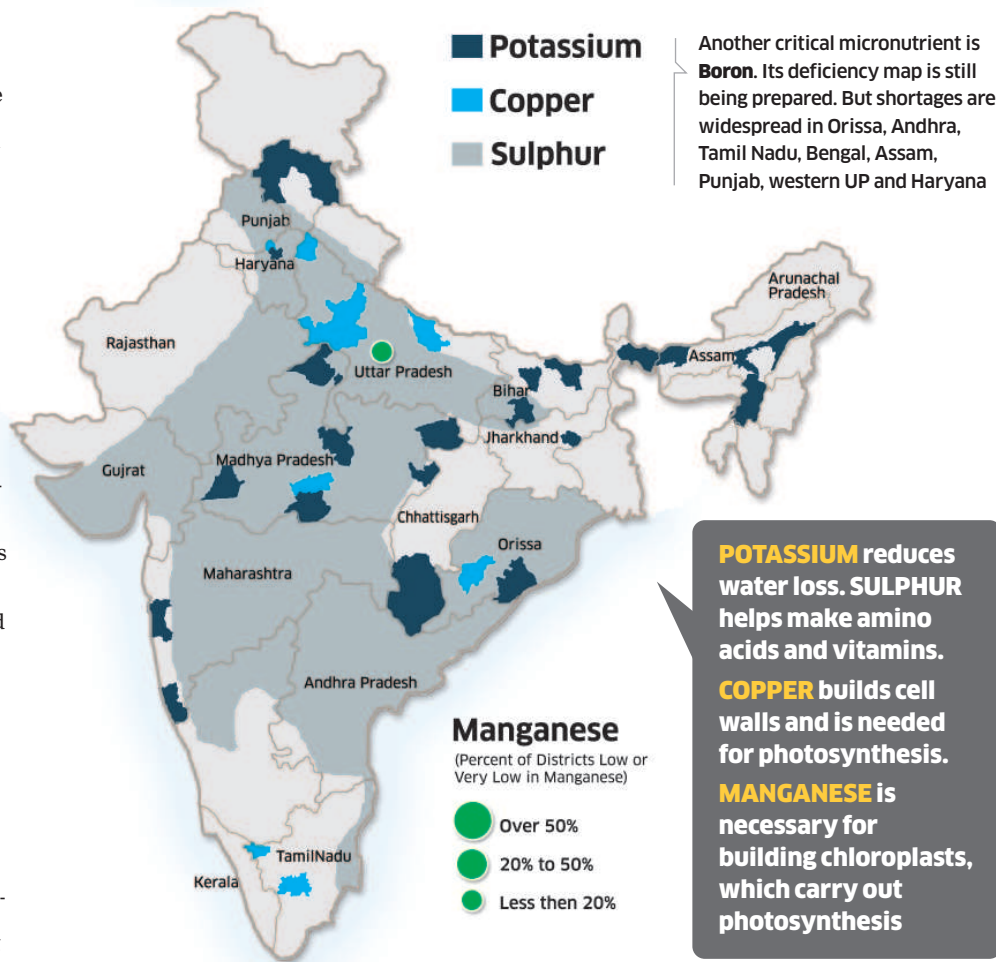 Potassium
Copper
Sulphur
Another critical micronutrient is
Boron. Its deficiency map is still
being prepared. But shortages are
widespread in Orissa, Andhra,
Tamil Nadu, Bengal, Assam,
Punjab, western UP and Haryana
Punjab
Haryana
Rajasthan
Uttar Pradesh
Arunachal
Pradesh
Assam
Bihar
Jharkhand
Gujrat
Madhya Pradesh
Chhattisgarh
Orissa
Maharashtra
Andhra Pradesh
TamilNadu
Kerala
Manganese
(Percent of Districts Low or
Very Low in Manganese)
Over 50%
20% to 50%
Less then 20%
POTASSIUM reduces
water loss. SULPHUR
helps make amino
acids and vitamins.
COPPER builds cell
walls and is needed
for photosynthesis.
MANGANESE is
necessary for
building chloroplasts,
which carry out
photosynthesis